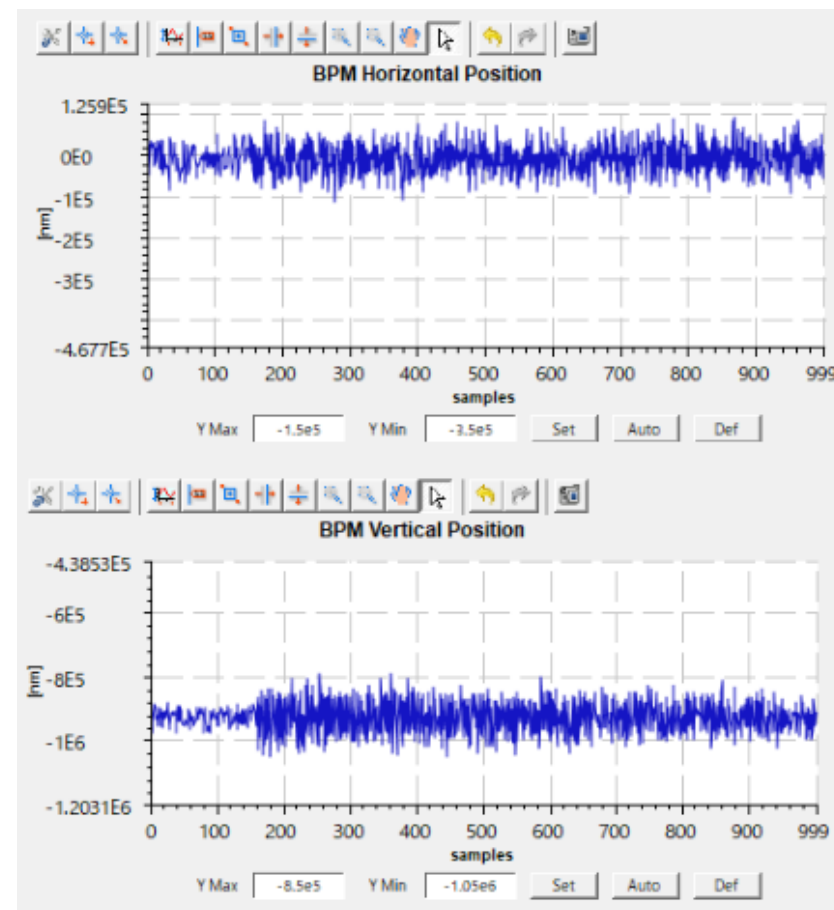 BPM Horizontal Position
1.259E5
0E0
-1E5
[nm]
-2E5
-3E5
-4.677E5
0 100 200 300 400 500 600 700 800 900 999
samples
Y Max -1.5e5 Y Min -3.5e5 Set Auto Def
BPM Vertical Position
-4.3853E5
-6E5
[nm]
-8E5
-1E6
-1.2031E6
0 100 200 300 400 500 600 700 800 900 999
samples
Y Max -8.5e5 Y Min -1.05e6 Set Auto Def